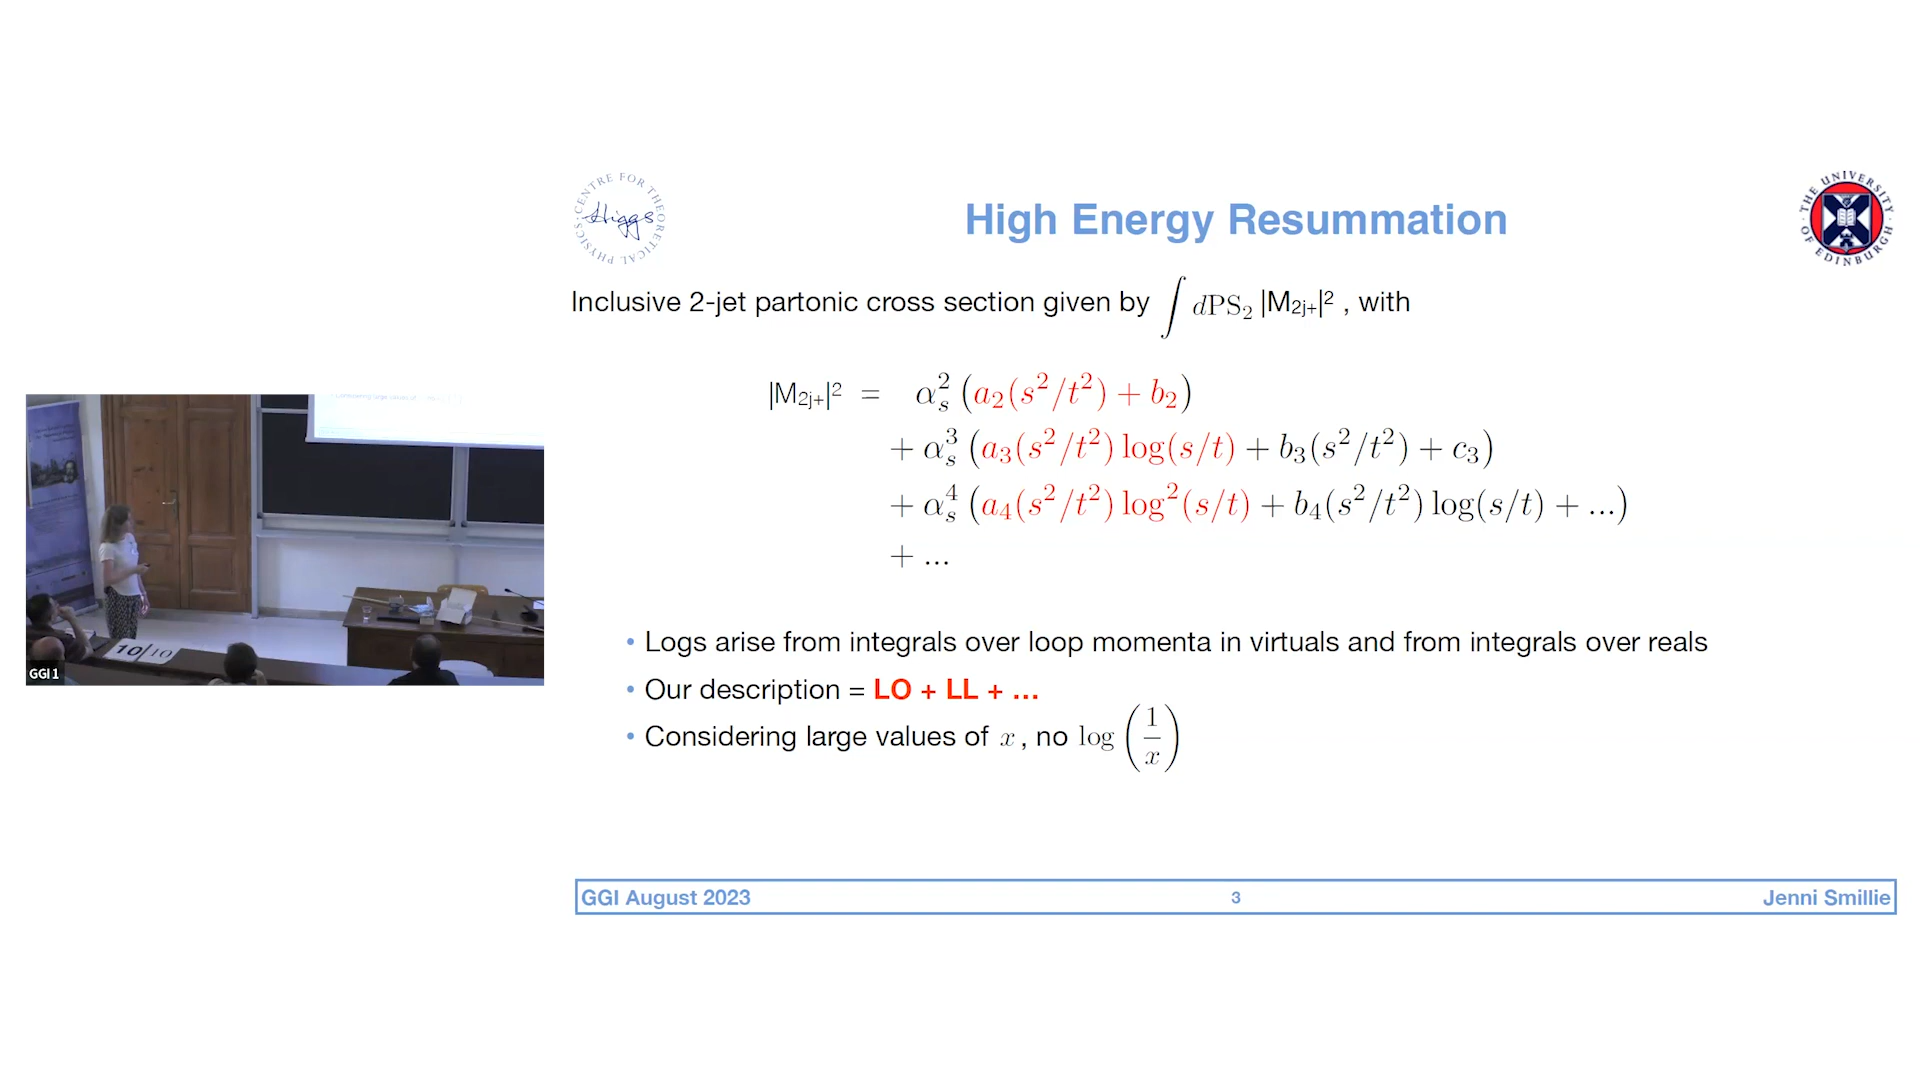 CENTRE FOR THEORETICAL PHYSICS
Higgs
High Energy Resummation
THE UNIVERSITY OF EDINBURGH
Inclusive 2-jet partonic cross section given by ∫ dPS₂ |M₂ⱼ₊|² , with
|M₂ⱼ₊|² = αₛ² (a₂(s²/t²) + b₂)
+ αₛ³ (a₃(s²/t²) log(s/t) + b₃(s²/t²) + c₃)
+ αₛ⁴ (a₄(s²/t²) log²(s/t) + b₄(s²/t²) log(s/t) + ...)
+ ...
• Logs arise from integrals over loop momenta in virtuals and from integrals over reals
• Our description = LO + LL + ...
• Considering large values of x , no log (1/x)
10 10
GGI 1
GGI August 2023 3 Jenni Smillie